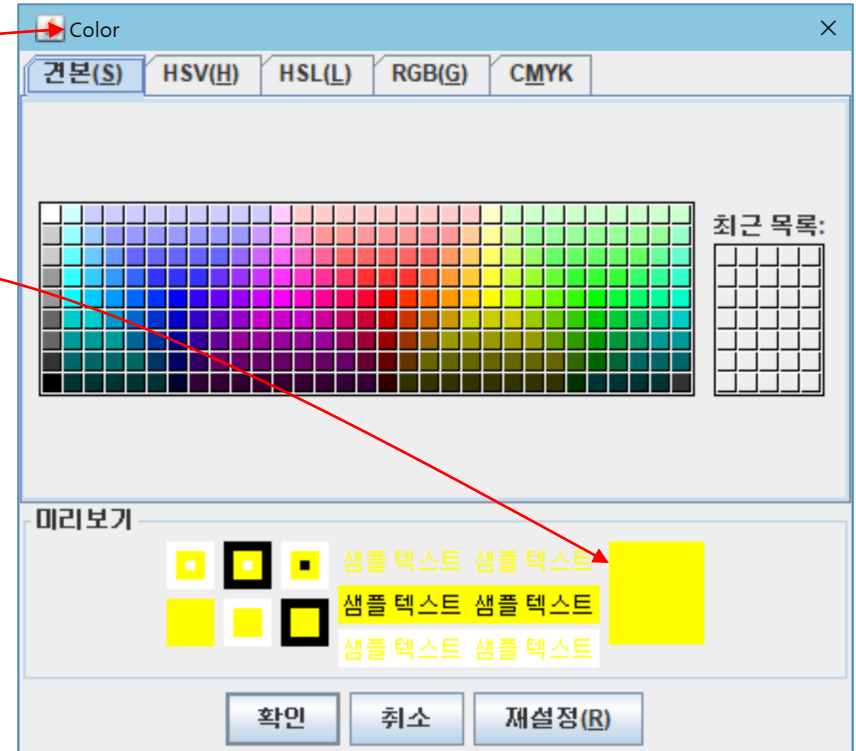 Color
견본(S) HSV(H) HSL(L) RGB(G) CMYK
최근 목록:
미리보기
샘플 텍스트 샘플 텍스트
샘플 텍스트 샘플 텍스트
샘플 텍스트 샘플 텍스트
확인 취소 재설정(R)